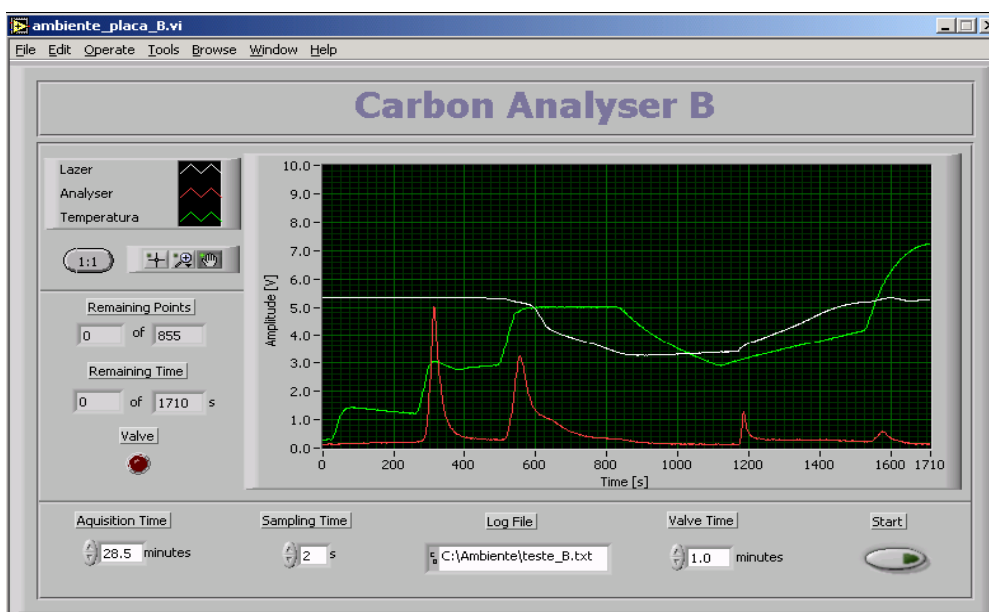 ambiente_placa_B.vi
File Edit Operate Tools Browse Window Help
Carbon Analyser B
Lazer
Analyser
Temperatura
1:1
Remaining Points
0 of 855
Remaining Time
0 of 1710 s
Valve
Amplitude [V]
10.0
9.0
8.0
7.0
6.0
5.0
4.0
3.0
2.0
1.0
0.0
0 200 400 600 800 1000 1200 1400 1600 1710
Time [s]
Aquisition Time
28.5 minutes
Sampling Time
2 s
Log File
C:\Ambiente\teste_B.txt
Valve Time
1.0 minutes
Start